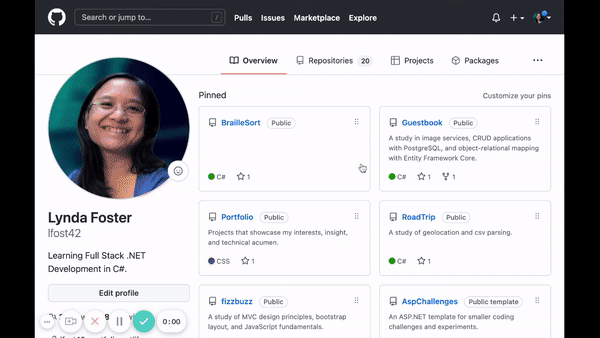 Search or jump to... /
Pulls Issues Marketplace Explore
Overview Repositories 20 Projects Packages
Pinned
Customize your pins
BrailleSort Public
C# 1
Guestbook Public
A study in image services, CRUD applications
with PostgreSQL, and object-relational mapping
with Entity Framework Core.
C# 1 1
Lynda Foster
lfost42
Learning Full Stack .NET
Development in C#.
Edit profile
0:00
Portfolio Public
Projects that showcase my interests, insight,
and technical acumen.
CSS 1
RoadTrip Public
A study of geolocation and csv parsing.
C# 1
fizzbuzz Public
A study of MVC design principles, bootstrap
layout, and JavaScript fundamentals.
AspChallenges Public template
An ASP.NET template for smaller coding
challenges and experiments.